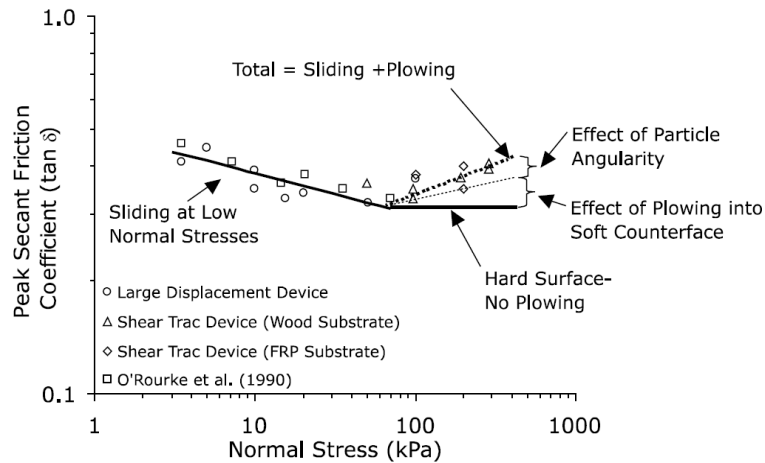 1.0
Total = Sliding +Plowing
Effect of Particle
Angularity
Sliding at Low
Normal Stresses
Effect of Plowing into
Soft Counterface
Hard Surface-
No Plowing
Peak Secant Friction
Coefficient (tan δ)
Large Displacement Device
Shear Trac Device (Wood Substrate)
Shear Trac Device (FRP Substrate)
O'Rourke et al. (1990)
0.1
1 10 100 1000
Normal Stress (kPa)